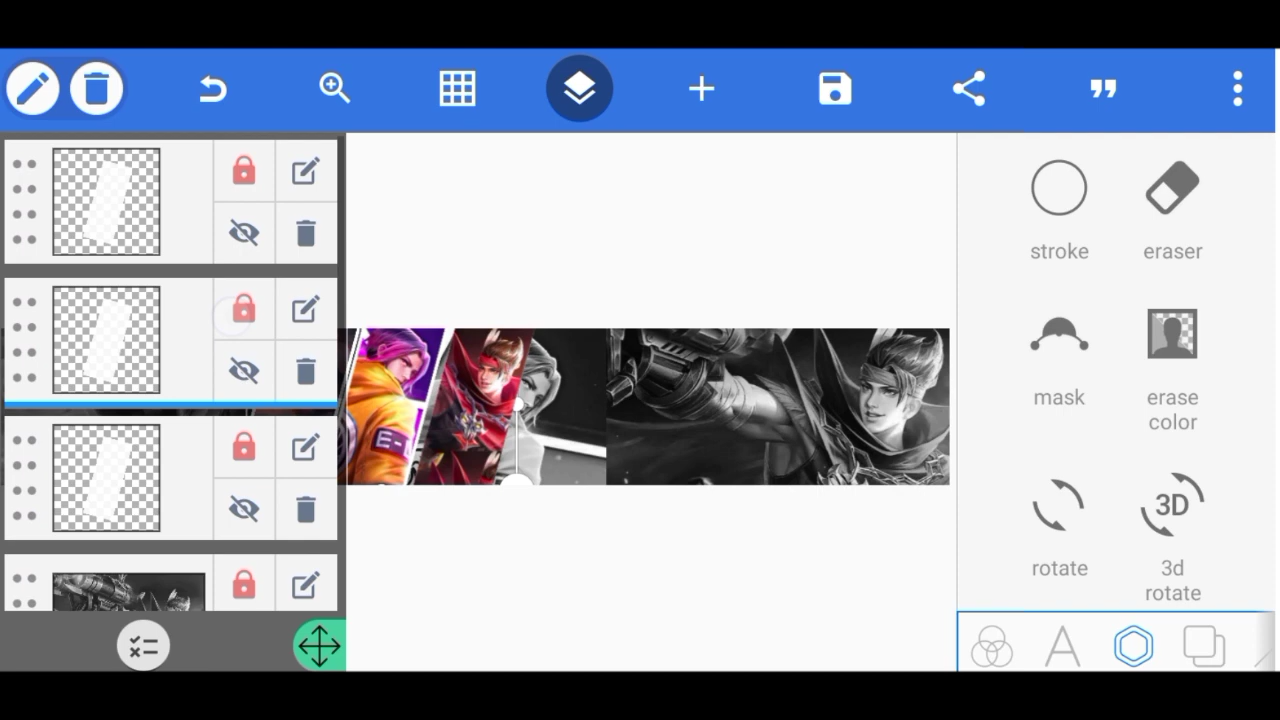 stroke
eraser
mask
erase
color
E-
3D
rotate
3d
rotate